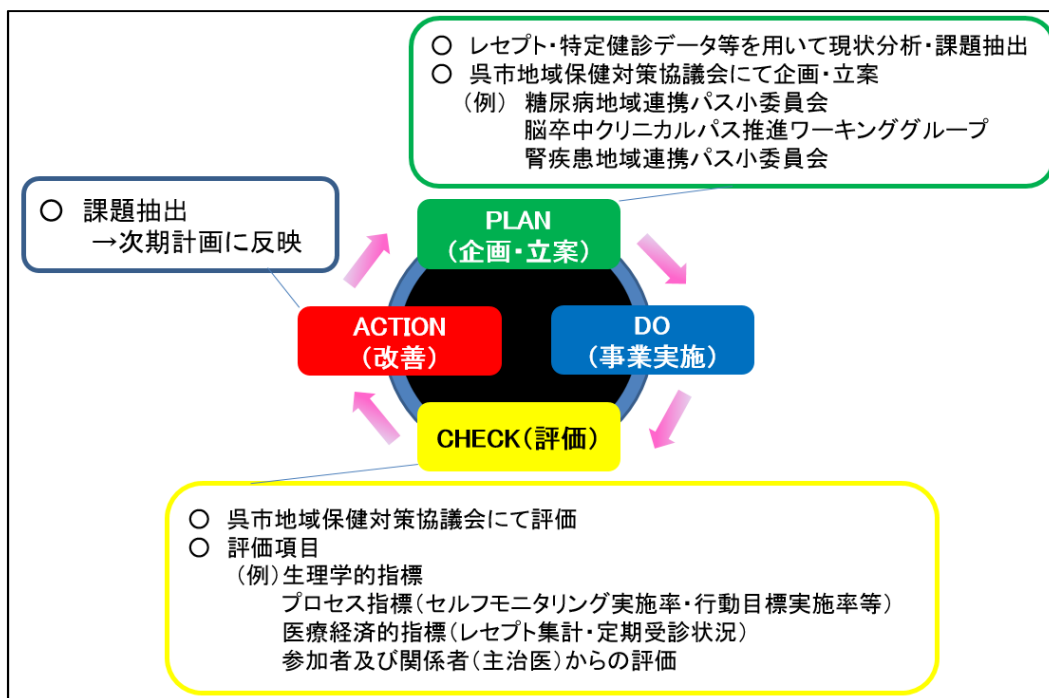 ○ レセプト・特定健診データ等を用いて現状分析・課題抽出
○ 呉市地域保健対策協議会にて企画・立案
（例） 糖尿病地域連携パス小委員会
脳卒中クリニカルパス推進ワーキンググループ
腎疾患地域連携パス小委員会
○ 課題抽出
→次期計画に反映
PLAN
（企画・立案）
ACTION
（改善）
DO
（事業実施）
CHECK（評価）
○ 呉市地域保健対策協議会にて評価
○ 評価項目
（例）生理学的指標
プロセス指標（セルフモニタリング実施率・行動目標実施率等）
医療経済的指標（レセプト集計・定期受診状況）
参加者及び関係者（主治医）からの評価